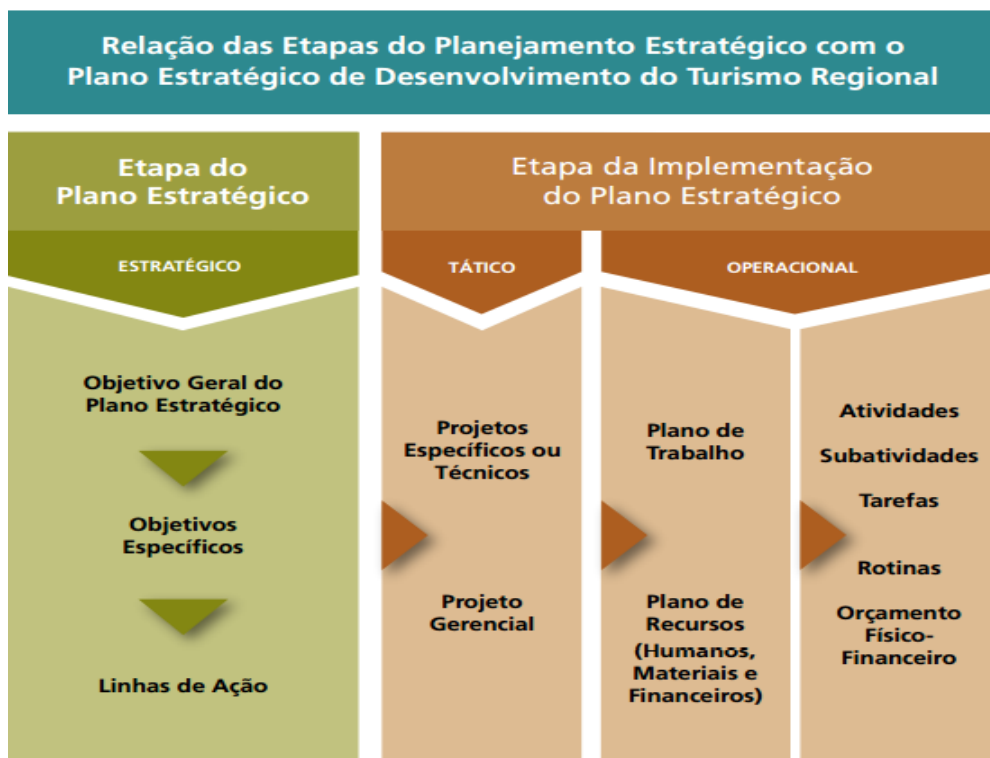 Relação das Etapas do Planejamento Estratégico com o
Plano Estratégico de Desenvolvimento do Turismo Regional
Etapa do
Plano Estratégico
ESTRATÉGICO
Objetivo Geral do
Plano Estratégico
Objetivos
Específicos
Linhas de Ação
Etapa da Implementação
do Plano Estratégico
TÁTICO
Projetos
Específicos ou
Técnicos
Projeto
Gerencial
OPERACIONAL
Plano de
Trabalho
Plano de
Recursos
(Humanos,
Materiais e
Financeiros)
Atividades
Subatividades
Tarefas
Rotinas
Orçamento
Físico-
Financeiro